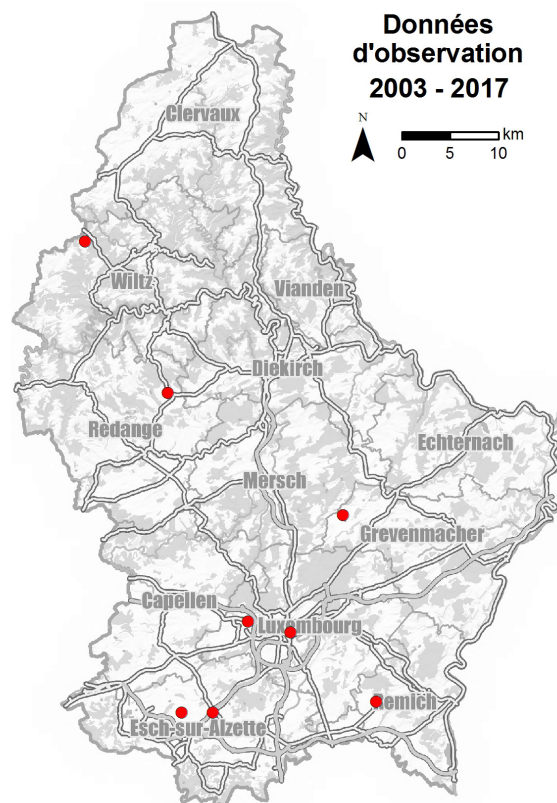 Données
d'observation
2003 - 2017
N
km
0 5 10
Clervaux
Wiltz
Vianden
Diekirch
Redange
Echternach
Mersch
Grevenmacher
Capellen
Luxembourg
Remich
Esch-sur-Alzette